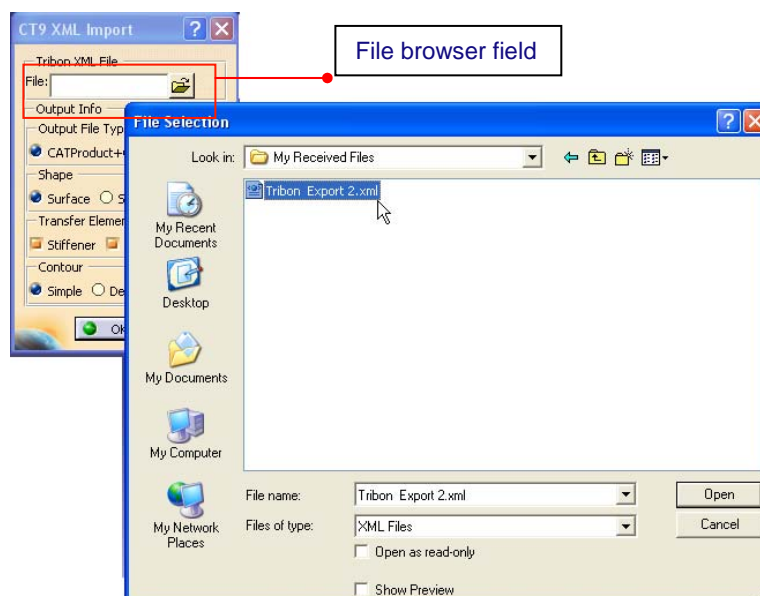 CT9 XML Import
File browser field
Tribon XML File
File:
Output Info
Output File Typ
CATProduct+
Shape
Surface
Transfer Elemen
Stiffener
Contour
Simple De
OK
File Selection
Look in: My Received Files
Tribon Export 2.xml
My Recent
Documents
Desktop
My Documents
My Computer
My Network
Places
File name: Tribon Export 2.xml Open
Files of type: XML Files Cancel
Open as read-only
Show Preview